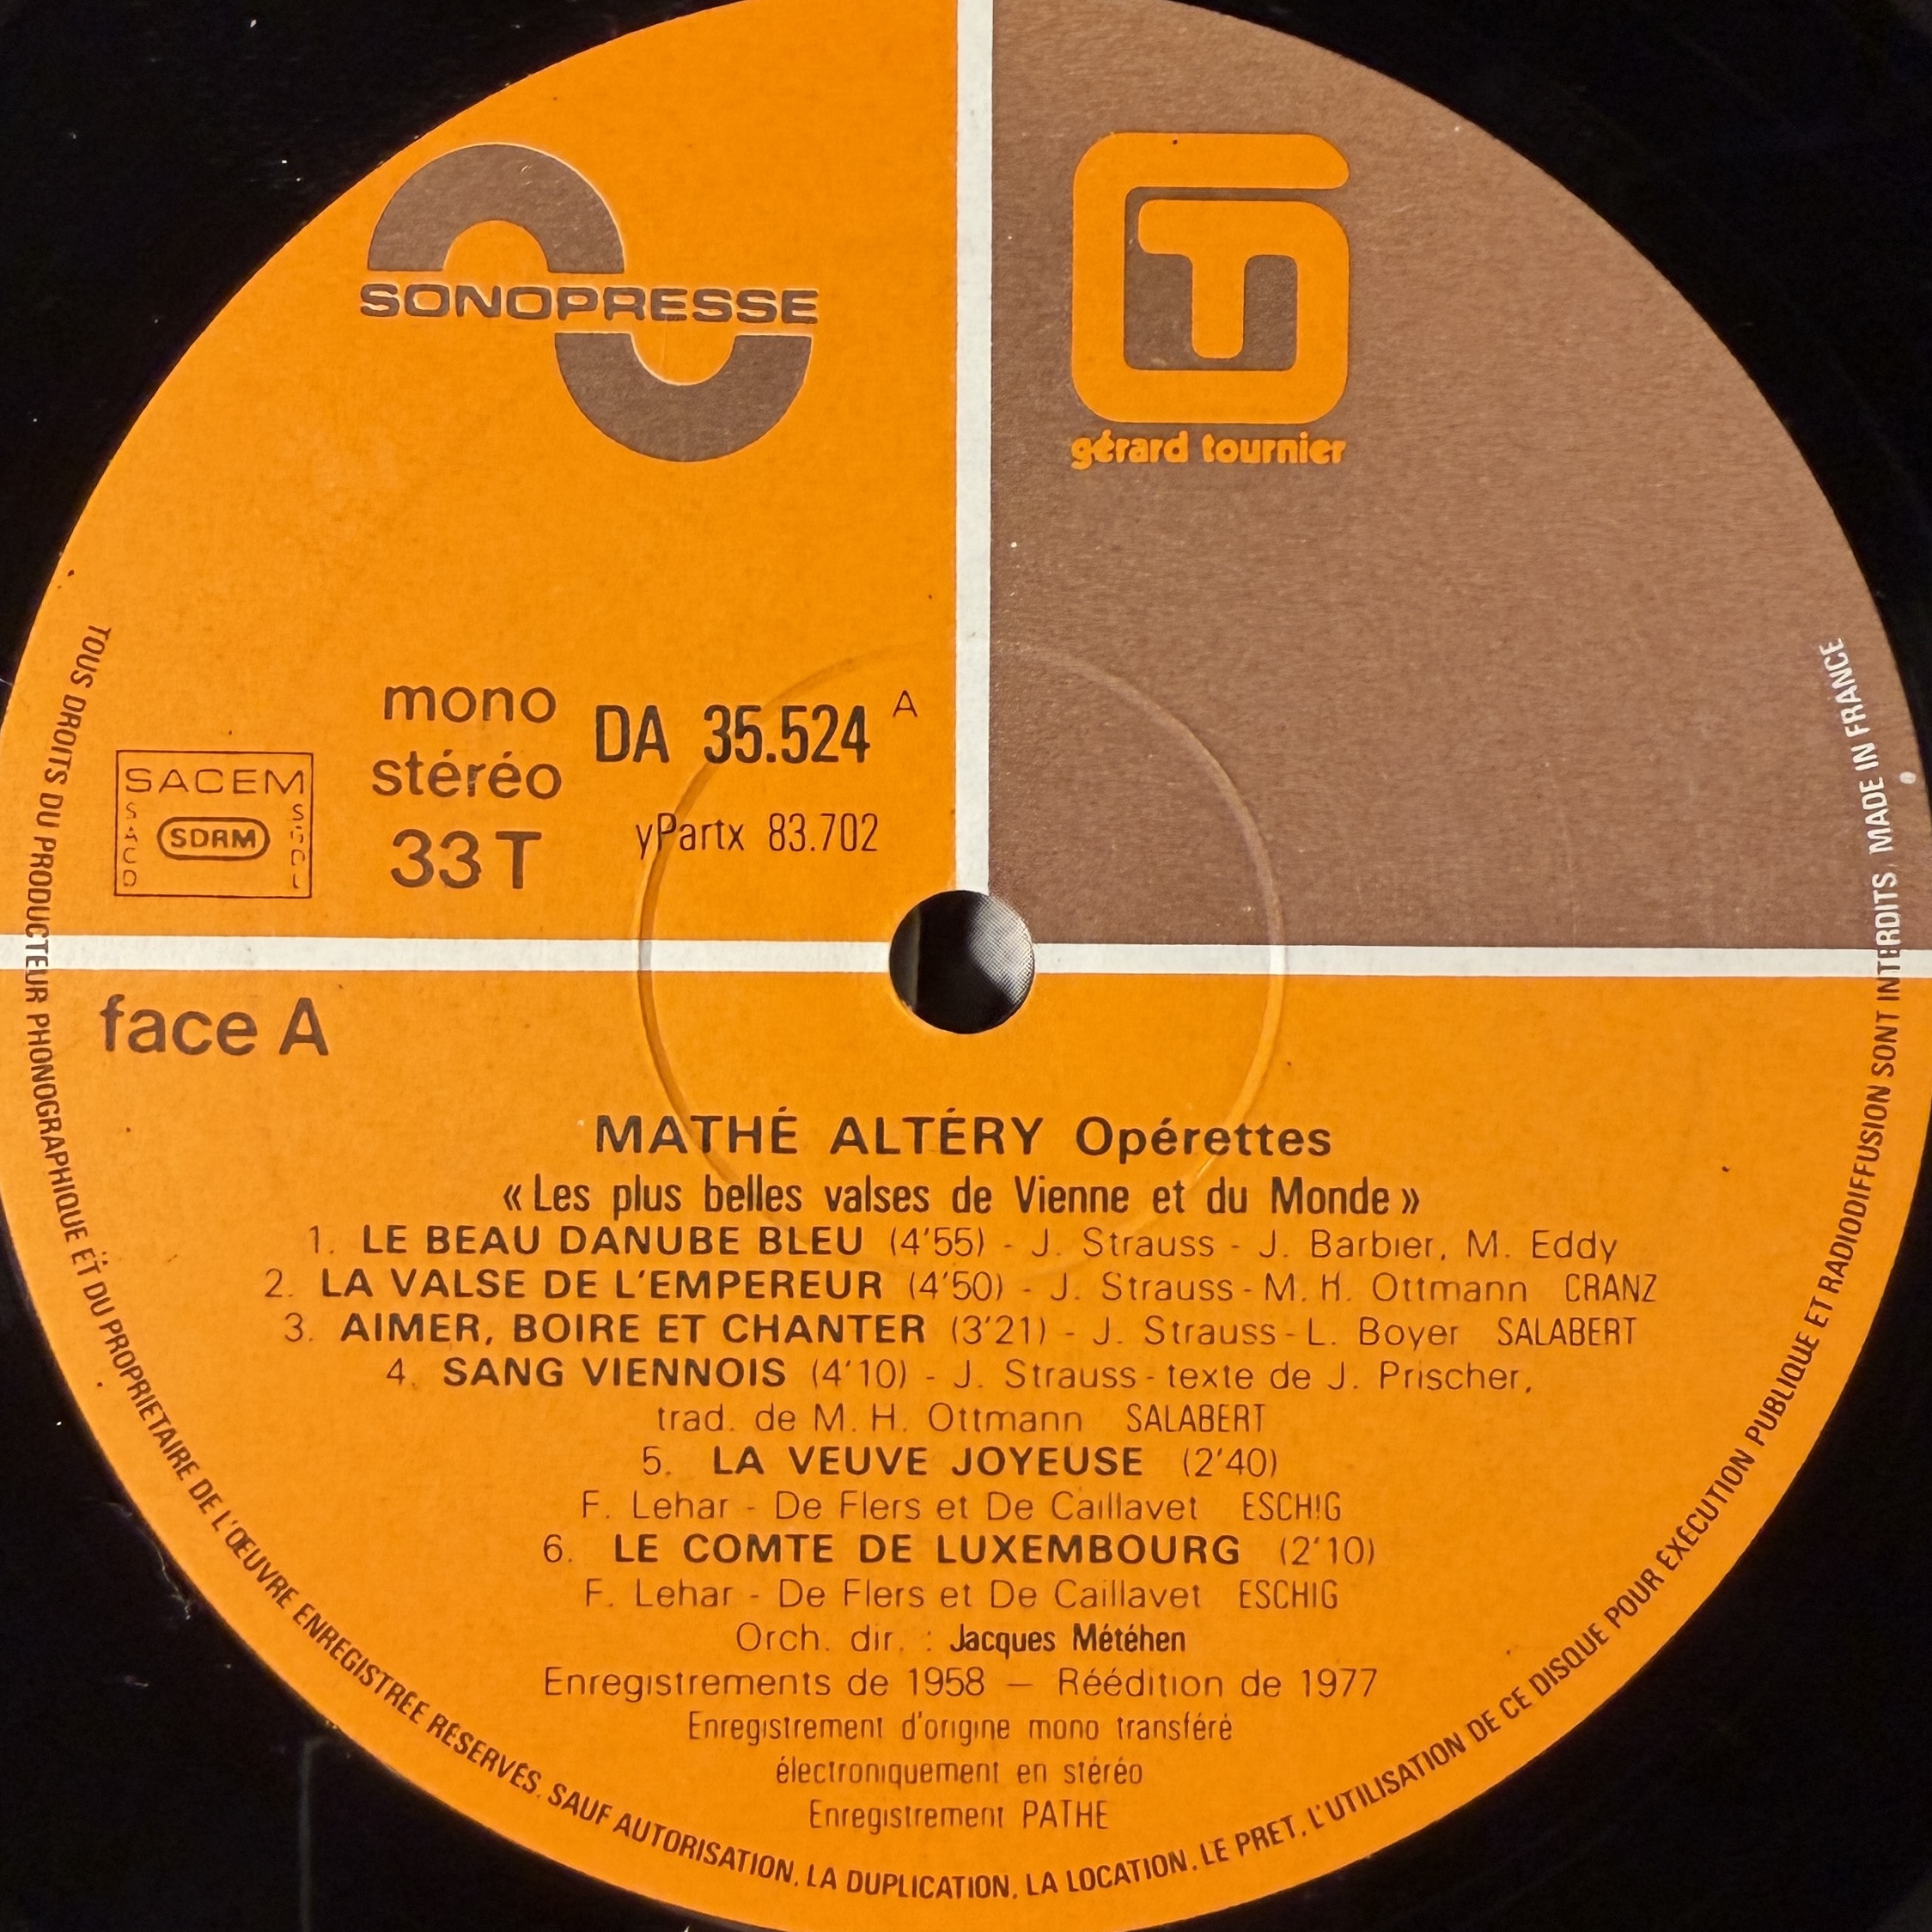 SONOPRESSE
GT
gérard tournier
mono
stéréo
33 T
DA 35.524 A
yPartx 83.702
SACEM
SACD
SDRM
SGDL
face A
MATHÉ ALTÉRY Opérettes
« Les plus belles valses de Vienne et du Monde »
1. LE BEAU DANUBE BLEU (4'55) - J. Strauss - J. Barbier, M. Eddy
2. LA VALSE DE L'EMPEREUR (4'50) - J. Strauss - M. H. Ottmann CRANZ
3. AIMER, BOIRE ET CHANTER (3'21) - J. Strauss - L. Boyer SALABERT
4. SANG VIENNOIS (4'10) - J. Strauss - texte de J. Prischer,
trad. de M. H. Ottmann SALABERT
5. LA VEUVE JOYEUSE (2'40)
F. Lehar - De Flers et De Caillavet ESCHIG
6. LE COMTE DE LUXEMBOURG (2'10)
F. Lehar - De Flers et De Caillavet ESCHIG
Orch. dir. : Jacques Météhen
Enregistrements de 1958 — Réédition de 1977
Enregistrement d'origine mono transféré
électroniquement en stéréo
Enregistrement PATHE
TOUS DROITS DU PRODUCTEUR PHONOGRAPHIQUE ET DU PROPRIETAIRE DE L'ŒUVRE ENREGISTRÉE RÉSERVÉS. SAUF AUTORISATION, LA DUPLICATION, LA LOCATION, LE PRET, L'UTILISATION DE CE DISQUE POUR EXÉCUTION PUBLIQUE ET RADIODIFFUSION SONT INTERDITS. MADE IN FRANCE